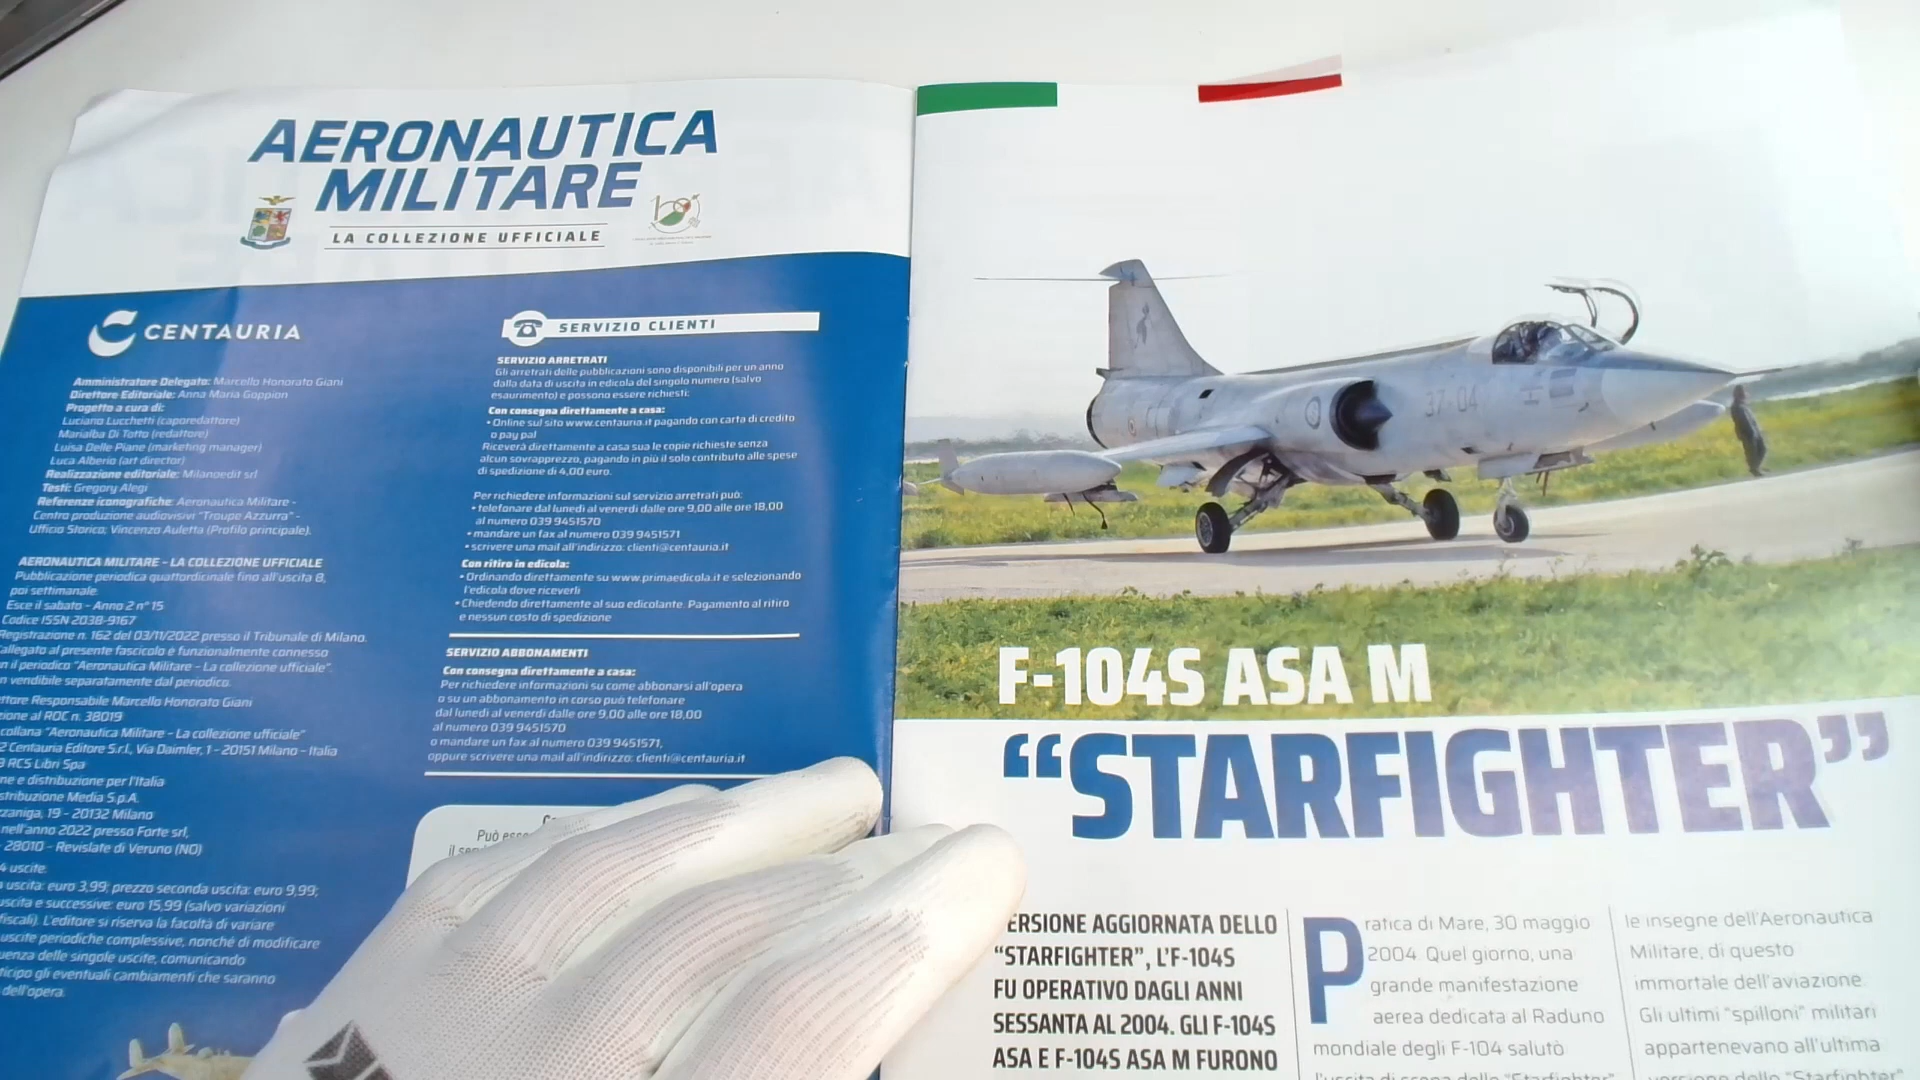 AERONAUTICA
MILITARE
LA COLLEZIONE UFFICIALE
CENTAURIA
Amministratore Delegato: Marcello Honorato Giani
Direttore Editoriale: Anna Maria Goppion
Progetto a cura di:
Luciano Lucchetti (caporedattore)
Marialba Di Totto (redattore)
Luisa Delle Piane (marketing manager)
Luca Alberio (art director)
Realizzazione editoriale: Milanoedit srl
Testi: Gregory Alegi
Referenze iconografiche: Aeronautica Militare -
Centro produzione audiovisivi "Troupe Azzurra" -
Ufficio Storico; Vincenzo Auletta (Profilo principale).
AERONAUTICA MILITARE - LA COLLEZIONE UFFICIALE
Pubblicazione periodica quattordicinale fino all'uscita 8,
poi settimanale.
Esce il sabato - Anno 2 n° 15
Codice ISSN 2038-9167
Registrazione n. 162 del 03/11/2022 presso il Tribunale di Milano.
allegato al presente fascicolo è funzionalmente connesso
n il periodico "Aeronautica Militare - La collezione ufficiale".
n vendibile separatamente dal periodico.
ttore Responsabile Marcello Honorato Giani
zione al ROC n. 38019
collana "Aeronautica Militare - La collezione ufficiale"
2 Centauria Editore S.r.l., Via Daimler, 1 - 20151 Milano - Italia
RCS Libri Spa
ne e distribuzione per l'Italia
stribuzione Media S.p.A.
zzaniga, 19 - 20132 Milano
nell'anno 2022 presso Forte srl,
- 28010 - Revislate di Veruno (NO)
4 uscite.
uscita: euro 3,99; prezzo seconda uscita: euro 9,99;
uscita e successive: euro 15,99 (salvo variazioni
fiscali). L'editore si riserva la facoltà di variare
uscite periodiche complessive, nonché di modificare
uenza delle singole uscite, comunicando
ticipo gli eventuali cambiamenti che saranno
dell'opera.
SERVIZIO CLIENTI
SERVIZIO ARRETRATI
Gli arretrati delle pubblicazioni sono disponibili per un anno
dalla data di uscita in edicola del singolo numero (salvo
esaurimento) e possono essere richiesti:
Con consegna direttamente a casa:
• Online sul sito www.centauria.it pagando con carta di credito
o pay pal
Riceverà direttamente a casa sua le copie richieste senza
alcun sovrapprezzo, pagando in più il solo contributo alle spese
di spedizione di 4,00 euro.
Per richiedere informazioni sul servizio arretrati può:
• telefonare dal lunedì al venerdì dalle ore 9,00 alle ore 18,00
al numero 039 9451570
• mandare un fax al numero 039 9451571
• scrivere una mail all'indirizzo: clienti@centauria.it
Con ritiro in edicola:
• Ordinando direttamente su www.primaedicola.it e selezionando
l'edicola dove riceverli
• Chiedendo direttamente al suo edicolante. Pagamento al ritiro
e nessun costo di spedizione
SERVIZIO ABBONAMENTI
Con consegna direttamente a casa:
Per richiedere informazioni su come abbonarsi all'opera
o su un abbonamento in corso può telefonare
dal lunedì al venerdì dalle ore 9,00 alle ore 18,00
al numero 039 9451570
o mandare un fax al numero 039 9451571,
oppure scrivere una mail all'indirizzo: clienti@centauria.it
Può
37-04
F-104S ASA M
"STARFIGHTER"
ERSIONE AGGIORNATA DELLO
"STARFIGHTER", L'F-104S
FU OPERATIVO DAGLI ANNI
SESSANTA AL 2004. GLI F-104S
ASA E F-104S ASA M FURONO
Pratica di Mare, 30 maggio
2004. Quel giorno, una
grande manifestazione
aerea dedicata al Raduno
mondiale degli F-104 salutò
l'uscita di scena dello "Starfighter"
le insegne dell'Aeronautica
Militare, di questo
immortale dell'aviazione.
Gli ultimi "spilloni" militari
appartenevano all'ultima
versione dello "Starfighter"